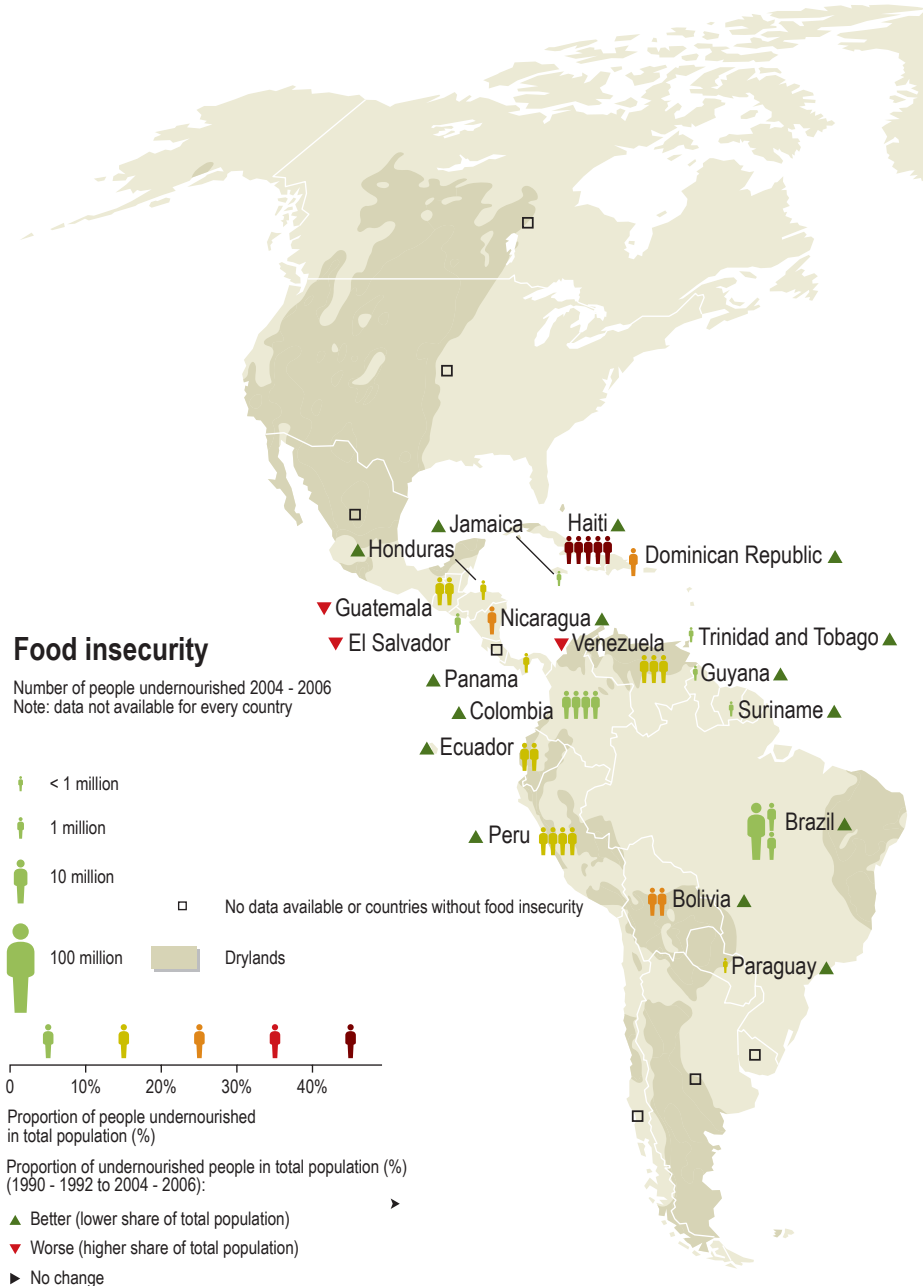 Jamaica
Haiti
Honduras
Dominican Republic
Guatemala
Nicaragua
El Salvador
Venezuela
Trinidad and Tobago
Panama
Guyana
Colombia
Suriname
Ecuador
Peru
Brazil
Bolivia
Paraguay
Food insecurity
Number of people undernourished 2004 - 2006
Note: data not available for every country
< 1 million
1 million
10 million
100 million
No data available or countries without food insecurity
Drylands
0 10% 20% 30% 40%
Proportion of people undernourished
in total population (%)
Proportion of undernourished people in total population (%)
(1990 - 1992 to 2004 - 2006):
Better (lower share of total population)
Worse (higher share of total population)
No change